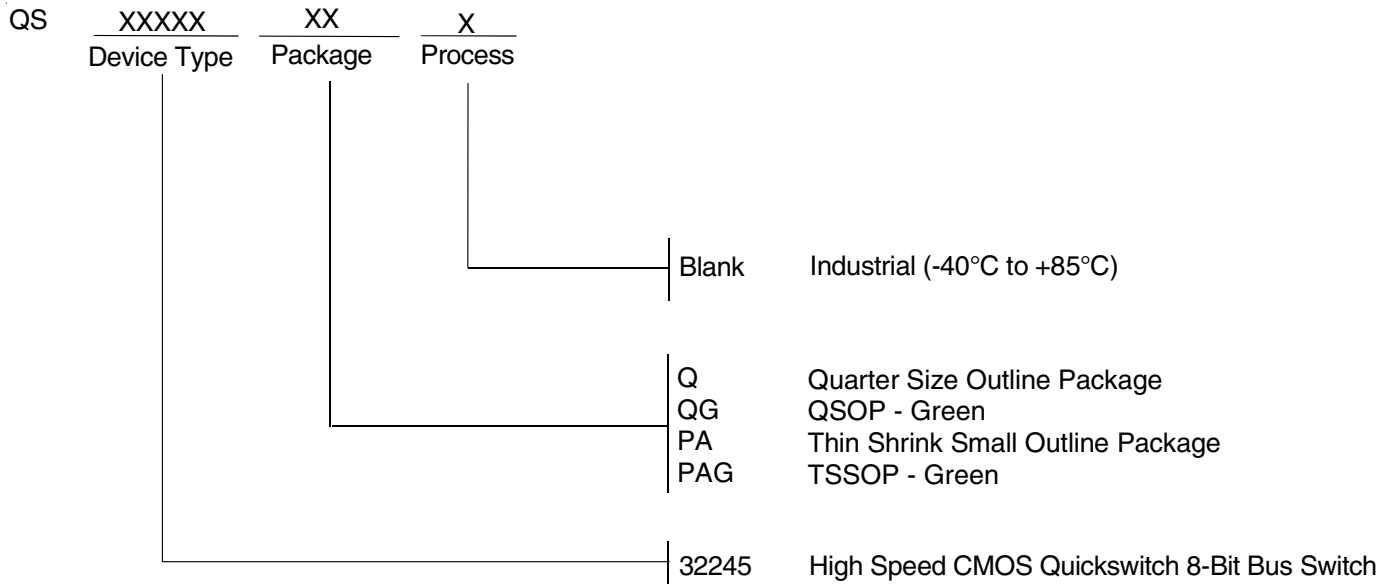 QS XXXXX XX X
Device Type Package Process
Blank Industrial (-40°C to +85°C)
Q Quarter Size Outline Package
QG QSOP - Green
PA Thin Shrink Small Outline Package
PAG TSSOP - Green
32245 High Speed CMOS Quickswitch 8-Bit Bus Switch